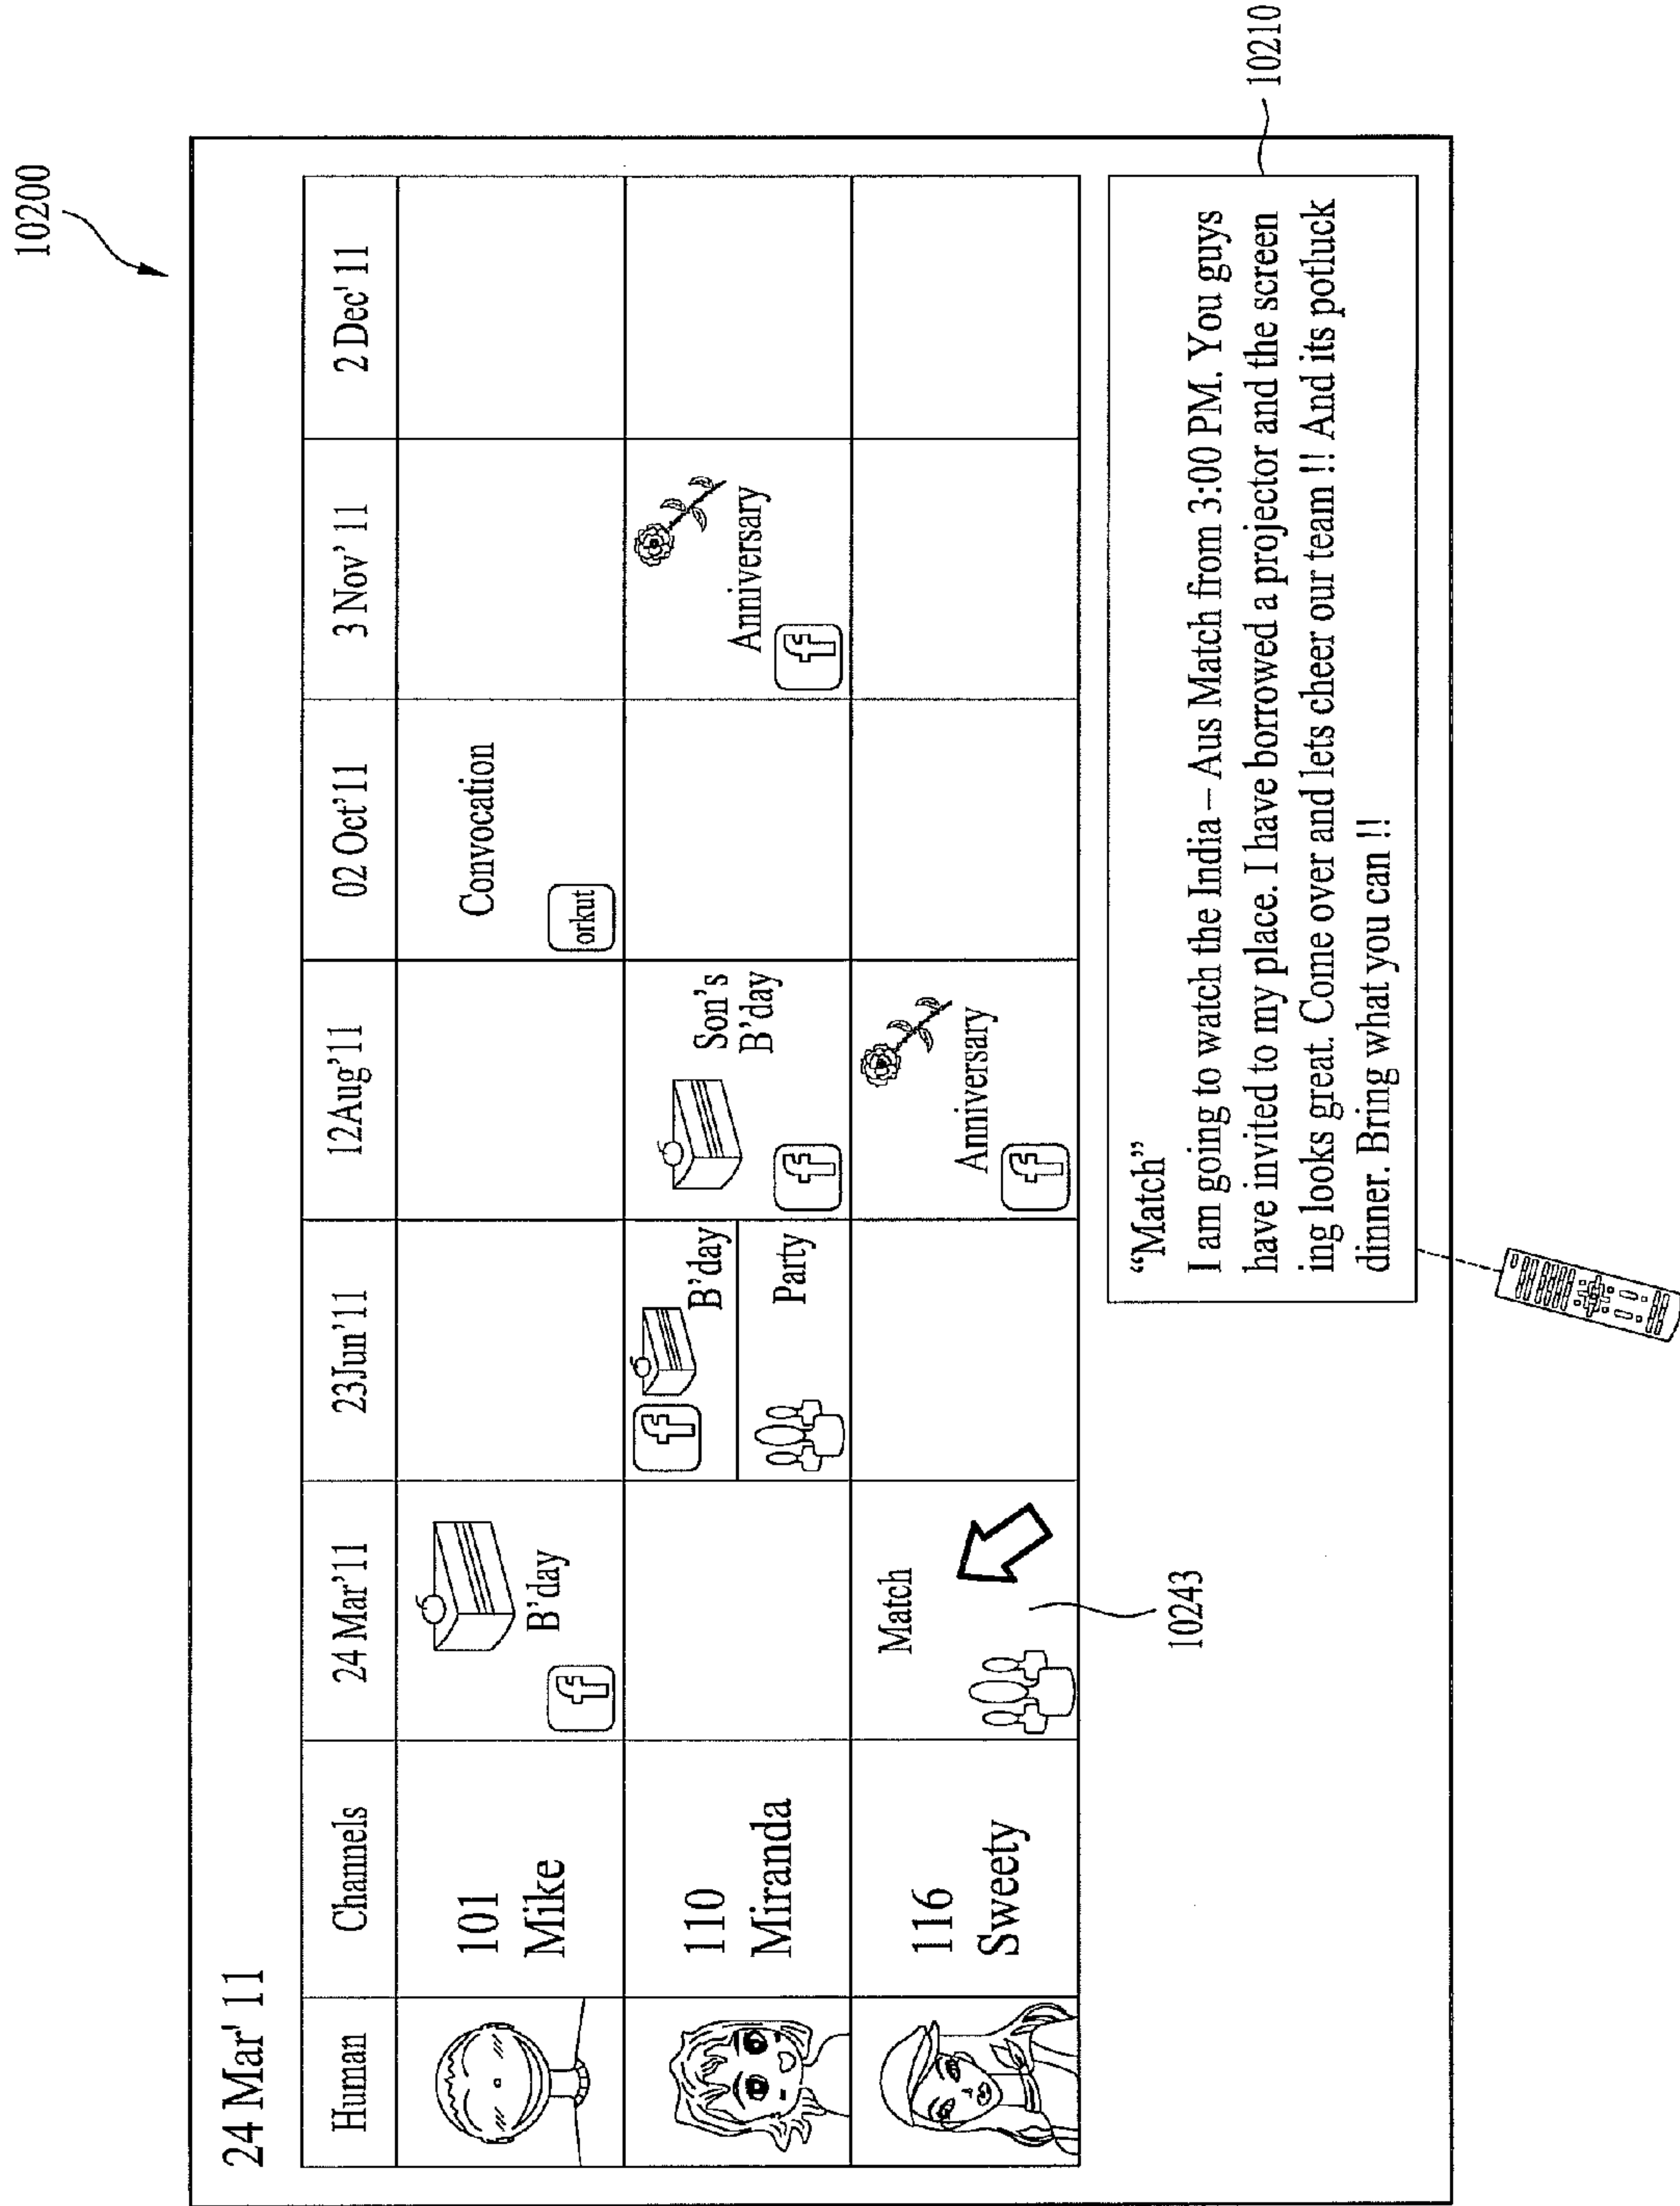 10200
24 Mar' 11
Human Channels 24 Mar'11 23Jun'11 12Aug'11 02 Oct'11 3 Nov' 11 2 Dec' 11
101
Mike
B'day
f
Convocation
orkut
110
Miranda
f
B'day
Party
Son's
B'day
f
Anniversary
f
116
Sweety
Match
Anniversary
f
10243
"Match"
I am going to watch the India – Aus Match from 3:00 PM. You guys
have invited to my place. I have borrowed a projector and the screen
ing looks great. Come over and lets cheer our team !! And its potluck
dinner. Bring what you can !!
10210